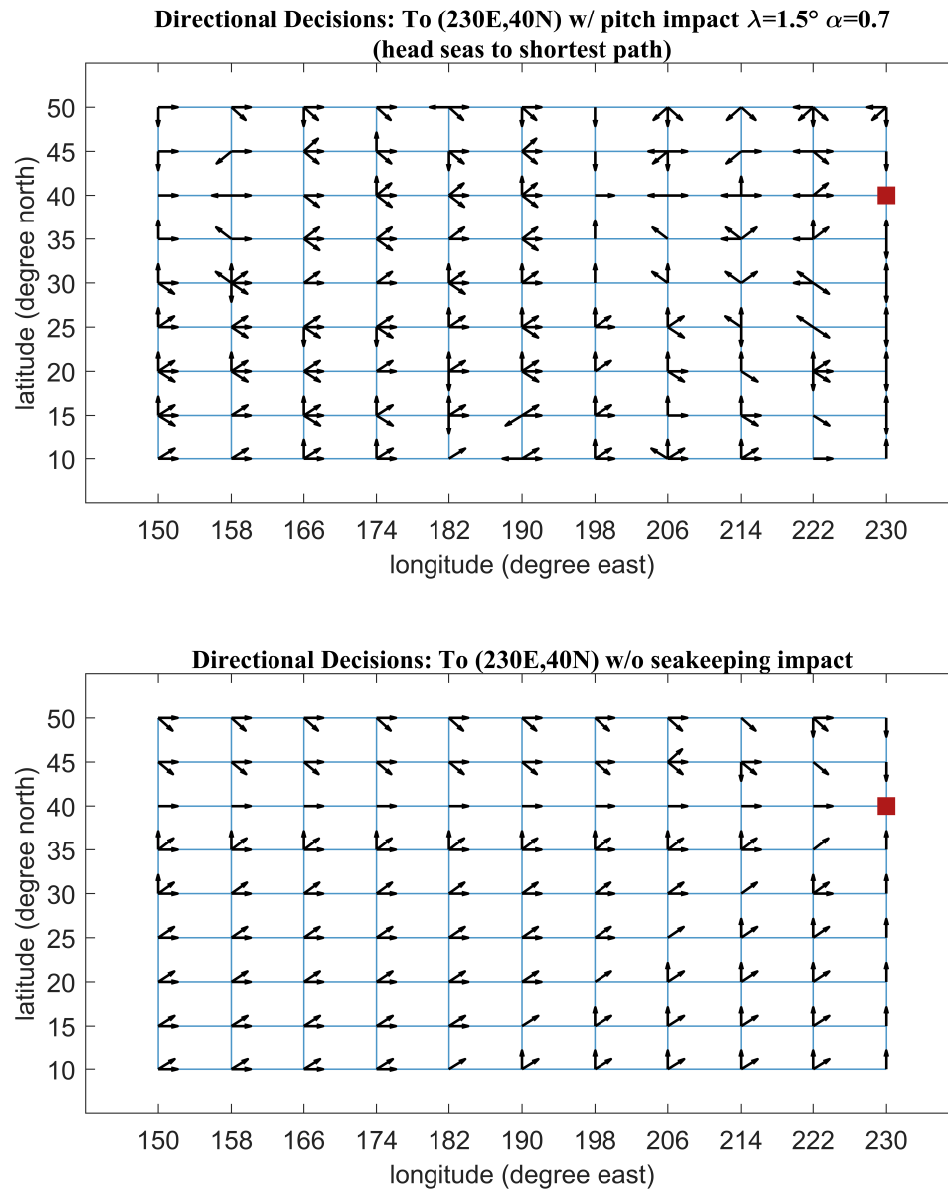 Directional Decisions: To (230E,40N) w/ pitch impact λ=1.5° α=0.7
(head seas to shortest path)
50
45
40
35
30
25
20
15
10
latitude (degree north)
150 158 166 174 182 190 198 206 214 222 230
longitude (degree east)
Directional Decisions: To (230E,40N) w/o seakeeping impact
50
45
40
35
30
25
20
15
10
latitude (degree north)
150 158 166 174 182 190 198 206 214 222 230
longitude (degree east)